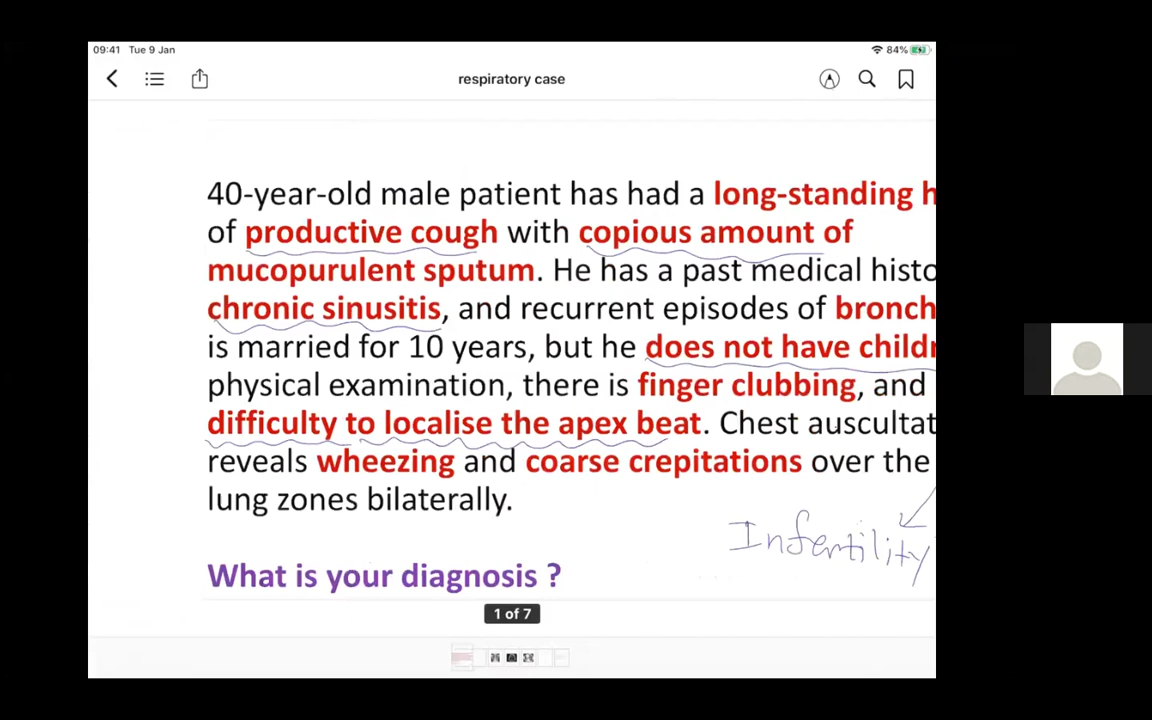 09:41 Tue 9 Jan 84%
respiratory case
40-year-old male patient has had a long-standing h
of productive cough with copious amount of
mucopurulent sputum. He has a past medical histo
chronic sinusitis, and recurrent episodes of bronch
is married for 10 years, but he does not have childr
physical examination, there is finger clubbing, and
difficulty to localise the apex beat. Chest auscultat
reveals wheezing and coarse crepitations over the
lung zones bilaterally.
Infertility
What is your diagnosis ?
1 of 7